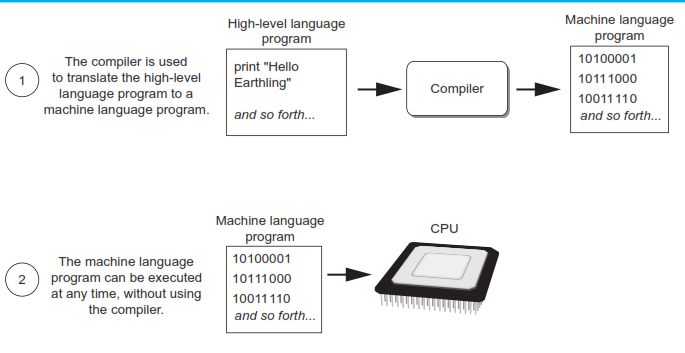 High-level language
program
Machine language
program
1
The compiler is used
to translate the high-level
language program to a
machine language program.
print "Hello
Earthling"
and so forth...
Compiler
10100001
10111000
10011110
and so forth...
Machine language
program
CPU
2
The machine language
program can be executed
at any time, without using
the compiler.
10100001
10111000
10011110
and so forth...